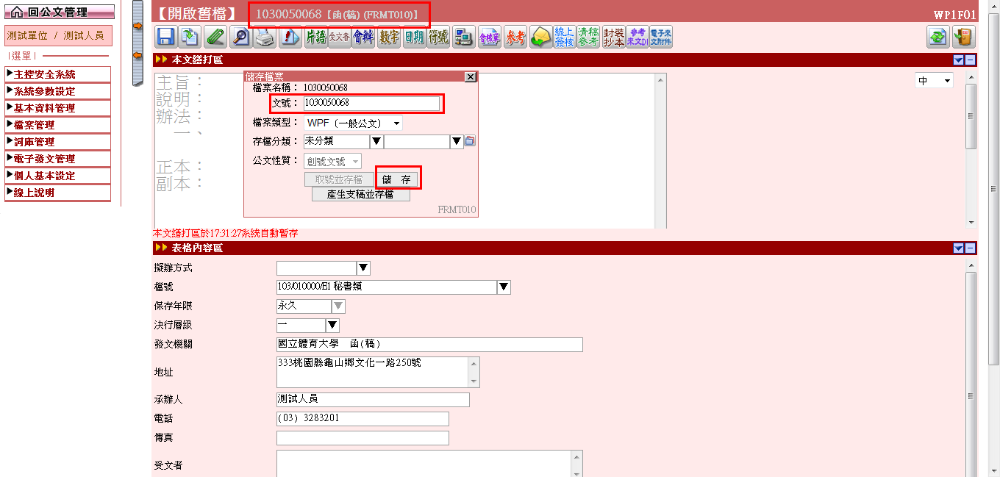 回公文管理
測試單位 / 測試人員
|選單|
主控安全系統
系統參數設定
基本資料管理
檔案管理
詞庫管理
電子發文管理
個人基本設定
線上說明
【開啟舊檔】 1030050068【函(稿) (FRMT010)】 WP1F01
片語 受文者 會辦 數字 日期 符號 會核單 參考 線上簽核 清稿參考 封裝抄本 參考來文DI 電子來文附件
本文繕打區
主旨：
說明：
辦法：
一、
正本：
副本：
中
儲存檔案
檔案名稱： 1030050068
文號： 1030050068
檔案類型： WPF（一般公文）
存檔分類： 未分類
公文性質： 創號文號
取號並存檔 儲 存
產生支稿並存檔
FRMT010
本文繕打區於17:31:27系統自動暫存
表格內容區
擬辦方式
檔號 103/010000/E1 秘書類
保存年限 永久
決行層級 一
發文機關 國立體育大學 函(稿)
地址 333桃園縣龜山鄉文化一路250號
承辦人 測試人員
電話 (03) 3283201
傳真
受文者